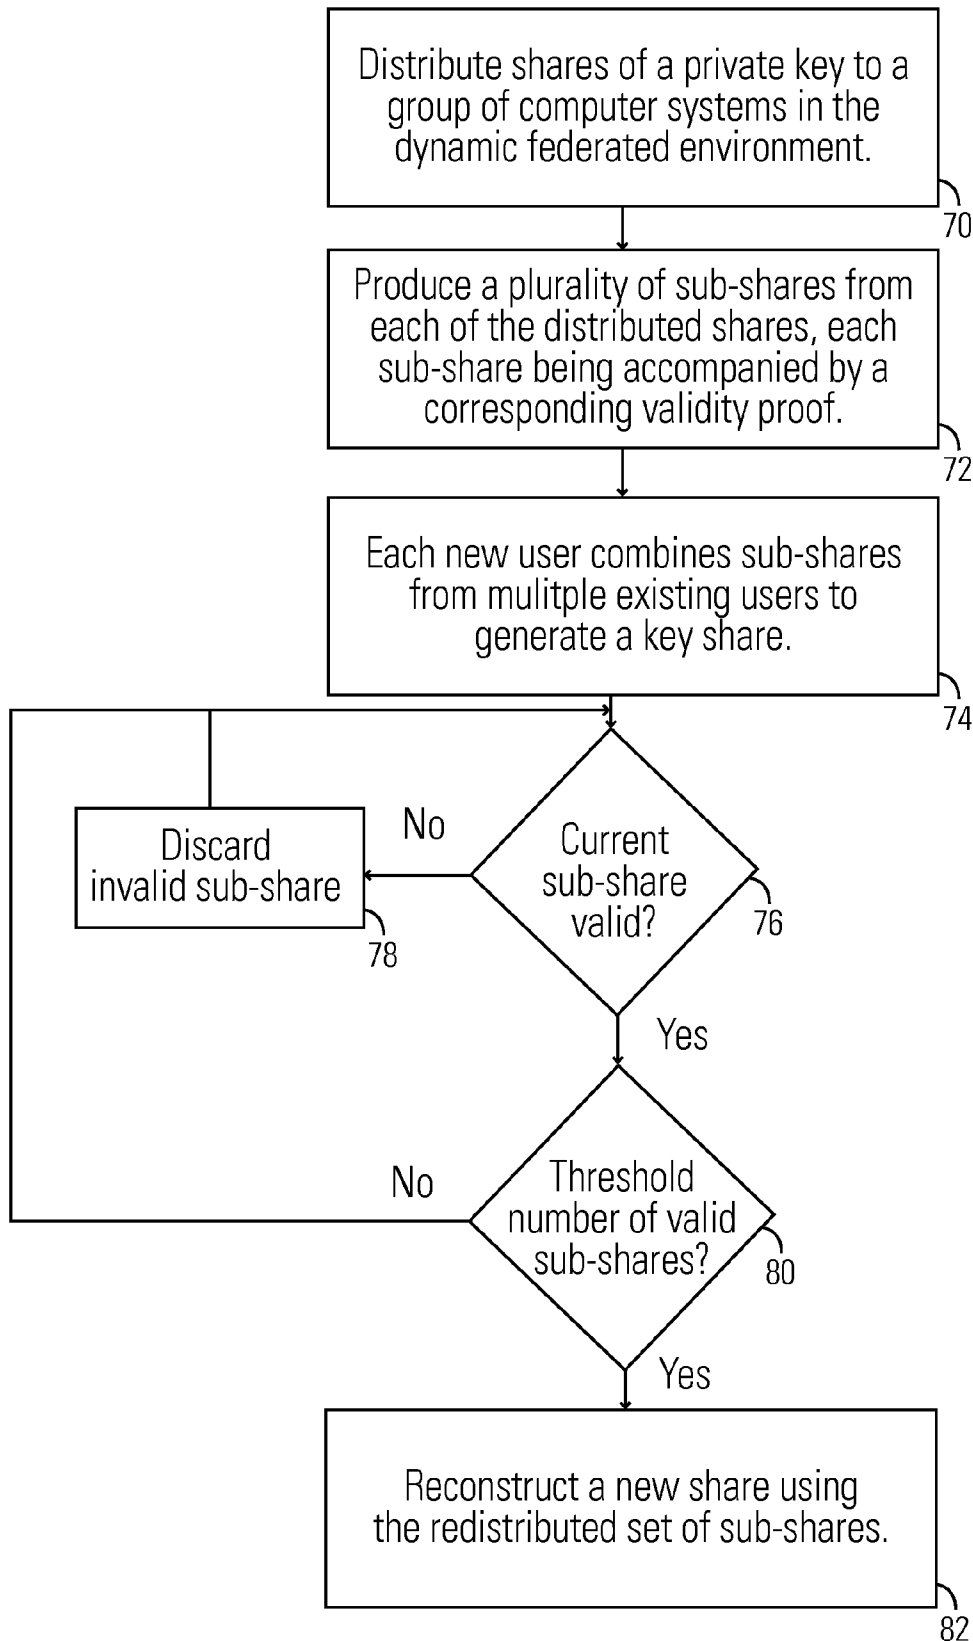 Distribute shares of a private key to a
group of computer systems in the
dynamic federated environment.
70
Produce a plurality of sub-shares from
each of the distributed shares, each
sub-share being accompanied by a
corresponding validity proof.
72
Each new user combines sub-shares
from mulitple existing users to
generate a key share.
74
No
Discard
invalid sub-share
78
Current
sub-share
valid?
76
Yes
No
Threshold
number of valid
sub-shares?
80
Yes
Reconstruct a new share using
the redistributed set of sub-shares.
82